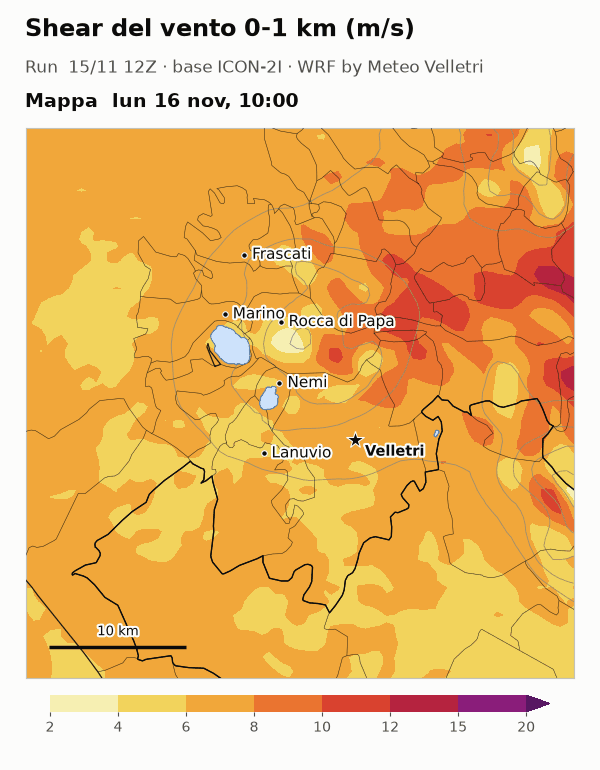 Shear del vento 0-1 km (m/s)
Run  15/11 12Z · base ICON-2I · WRF by Meteo Velletri
Mappa  lun 16 nov, 10:00
Frascati
Marino
Rocca di Papa
Nemi
Velletri
Lanuvio
10 km
2 4 6 8 10 12 15 20